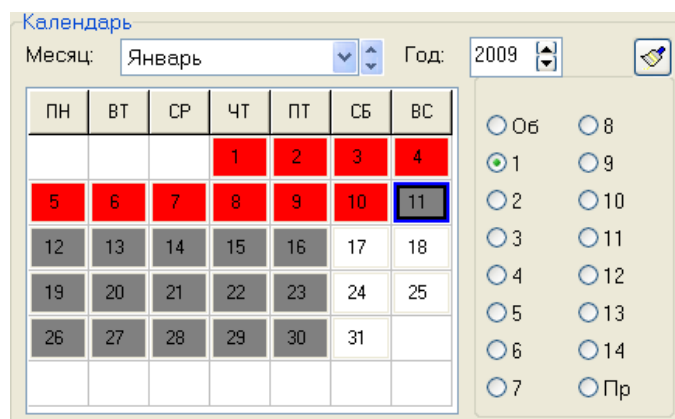 Календарь
Месяц: Январь Год: 2009
ПН ВТ СР ЧТ ПТ СБ ВС
1 2 3 4
5 6 7 8 9 10 11
12 13 14 15 16 17 18
19 20 21 22 23 24 25
26 27 28 29 30 31
Об 8
1 9
2 10
3 11
4 12
5 13
6 14
7 Пр